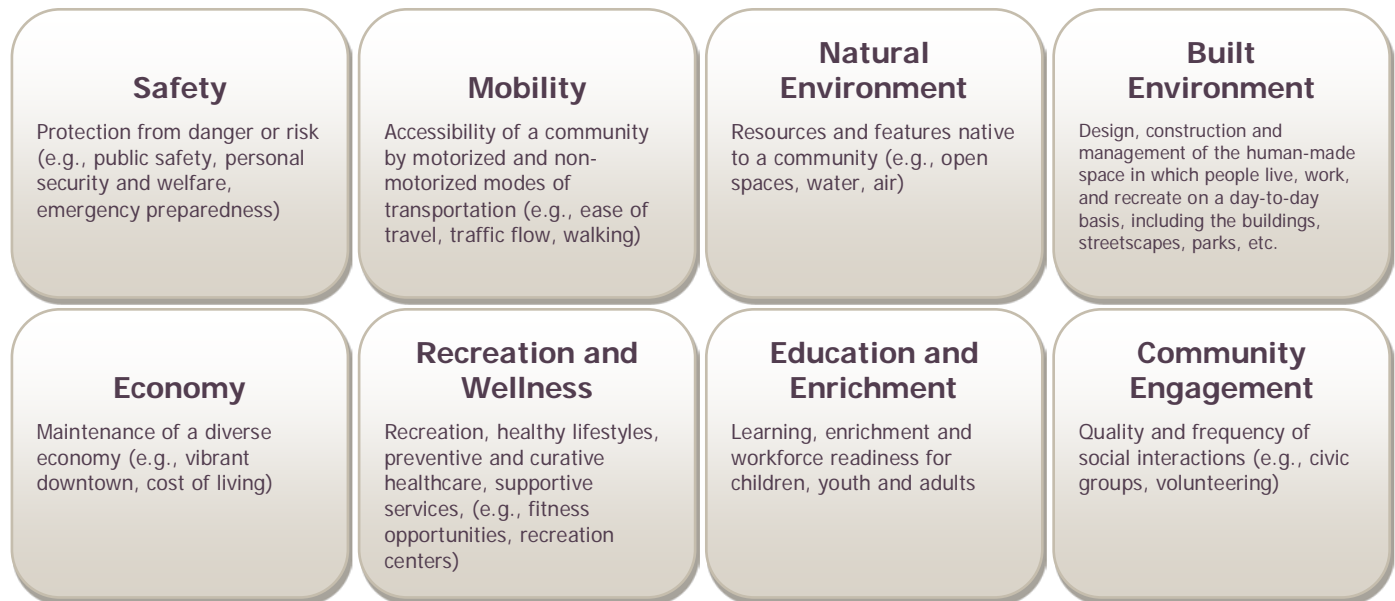 Safety
Protection from danger or risk
(e.g., public safety, personal
security and welfare,
emergency preparedness)
Mobility
Accessibility of a community
by motorized and non-
motorized modes of
transportation (e.g., ease of
travel, traffic flow, walking)
Natural
Environment
Resources and features native
to a community (e.g., open
spaces, water, air)
Built
Environment
Design, construction and
management of the human-made
space in which people live, work,
and recreate on a day-to-day
basis, including the buildings,
streetscapes, parks, etc.
Economy
Maintenance of a diverse
economy (e.g., vibrant
downtown, cost of living)
Recreation and
Wellness
Recreation, healthy lifestyles,
preventive and curative
healthcare, supportive
services, (e.g., fitness
opportunities, recreation
centers)
Education and
Enrichment
Learning, enrichment and
workforce readiness for
children, youth and adults
Community
Engagement
Quality and frequency of
social interactions (e.g., civic
groups, volunteering)